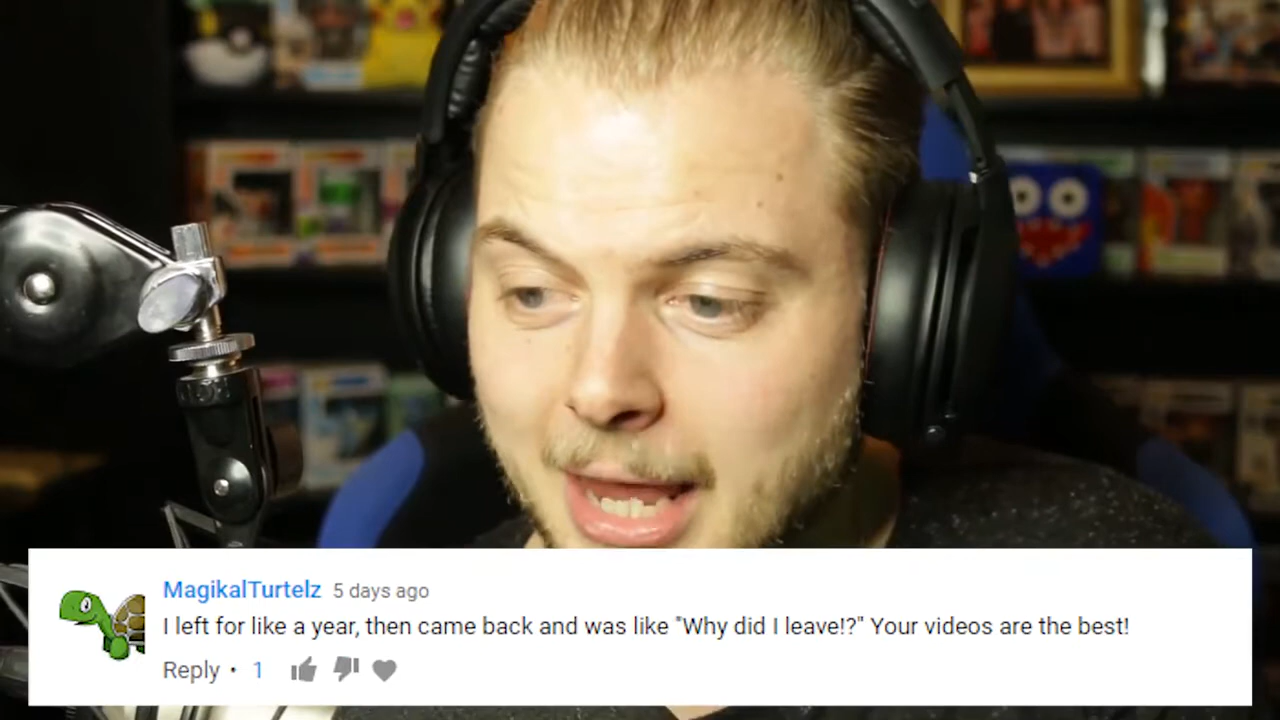 MagikalTurtelz 5 days ago
I left for like a year, then came back and was like "Why did I leave!?" Your videos are the best!
Reply • 1